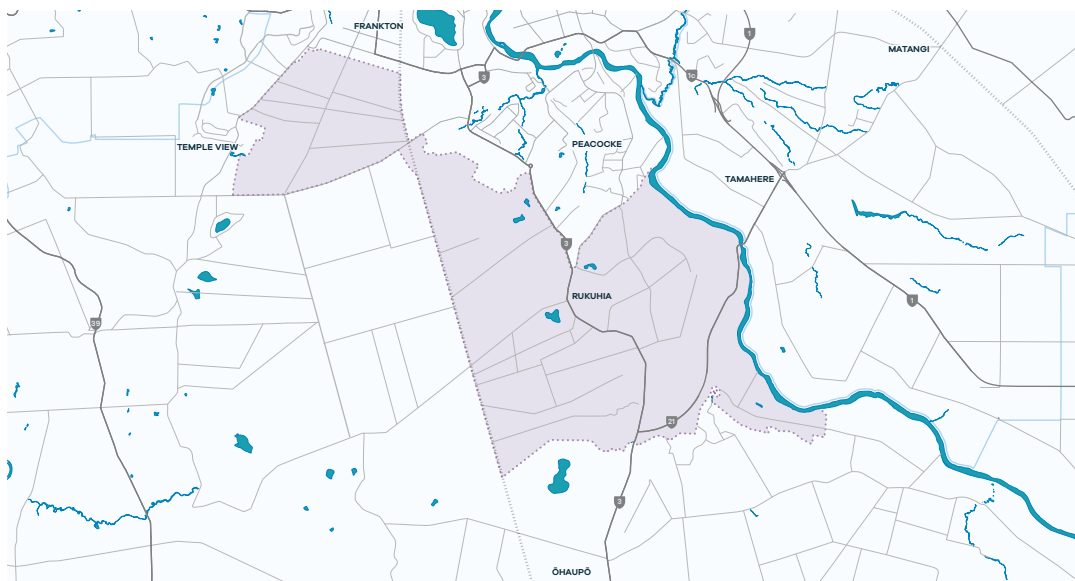 FRANKTON
1
MATANGI
3
1c
TEMPLE VIEW
PEACOCKE
TAMAHERE
3
RUKUHIA
1
39
21
3
ŌHAUPŌ